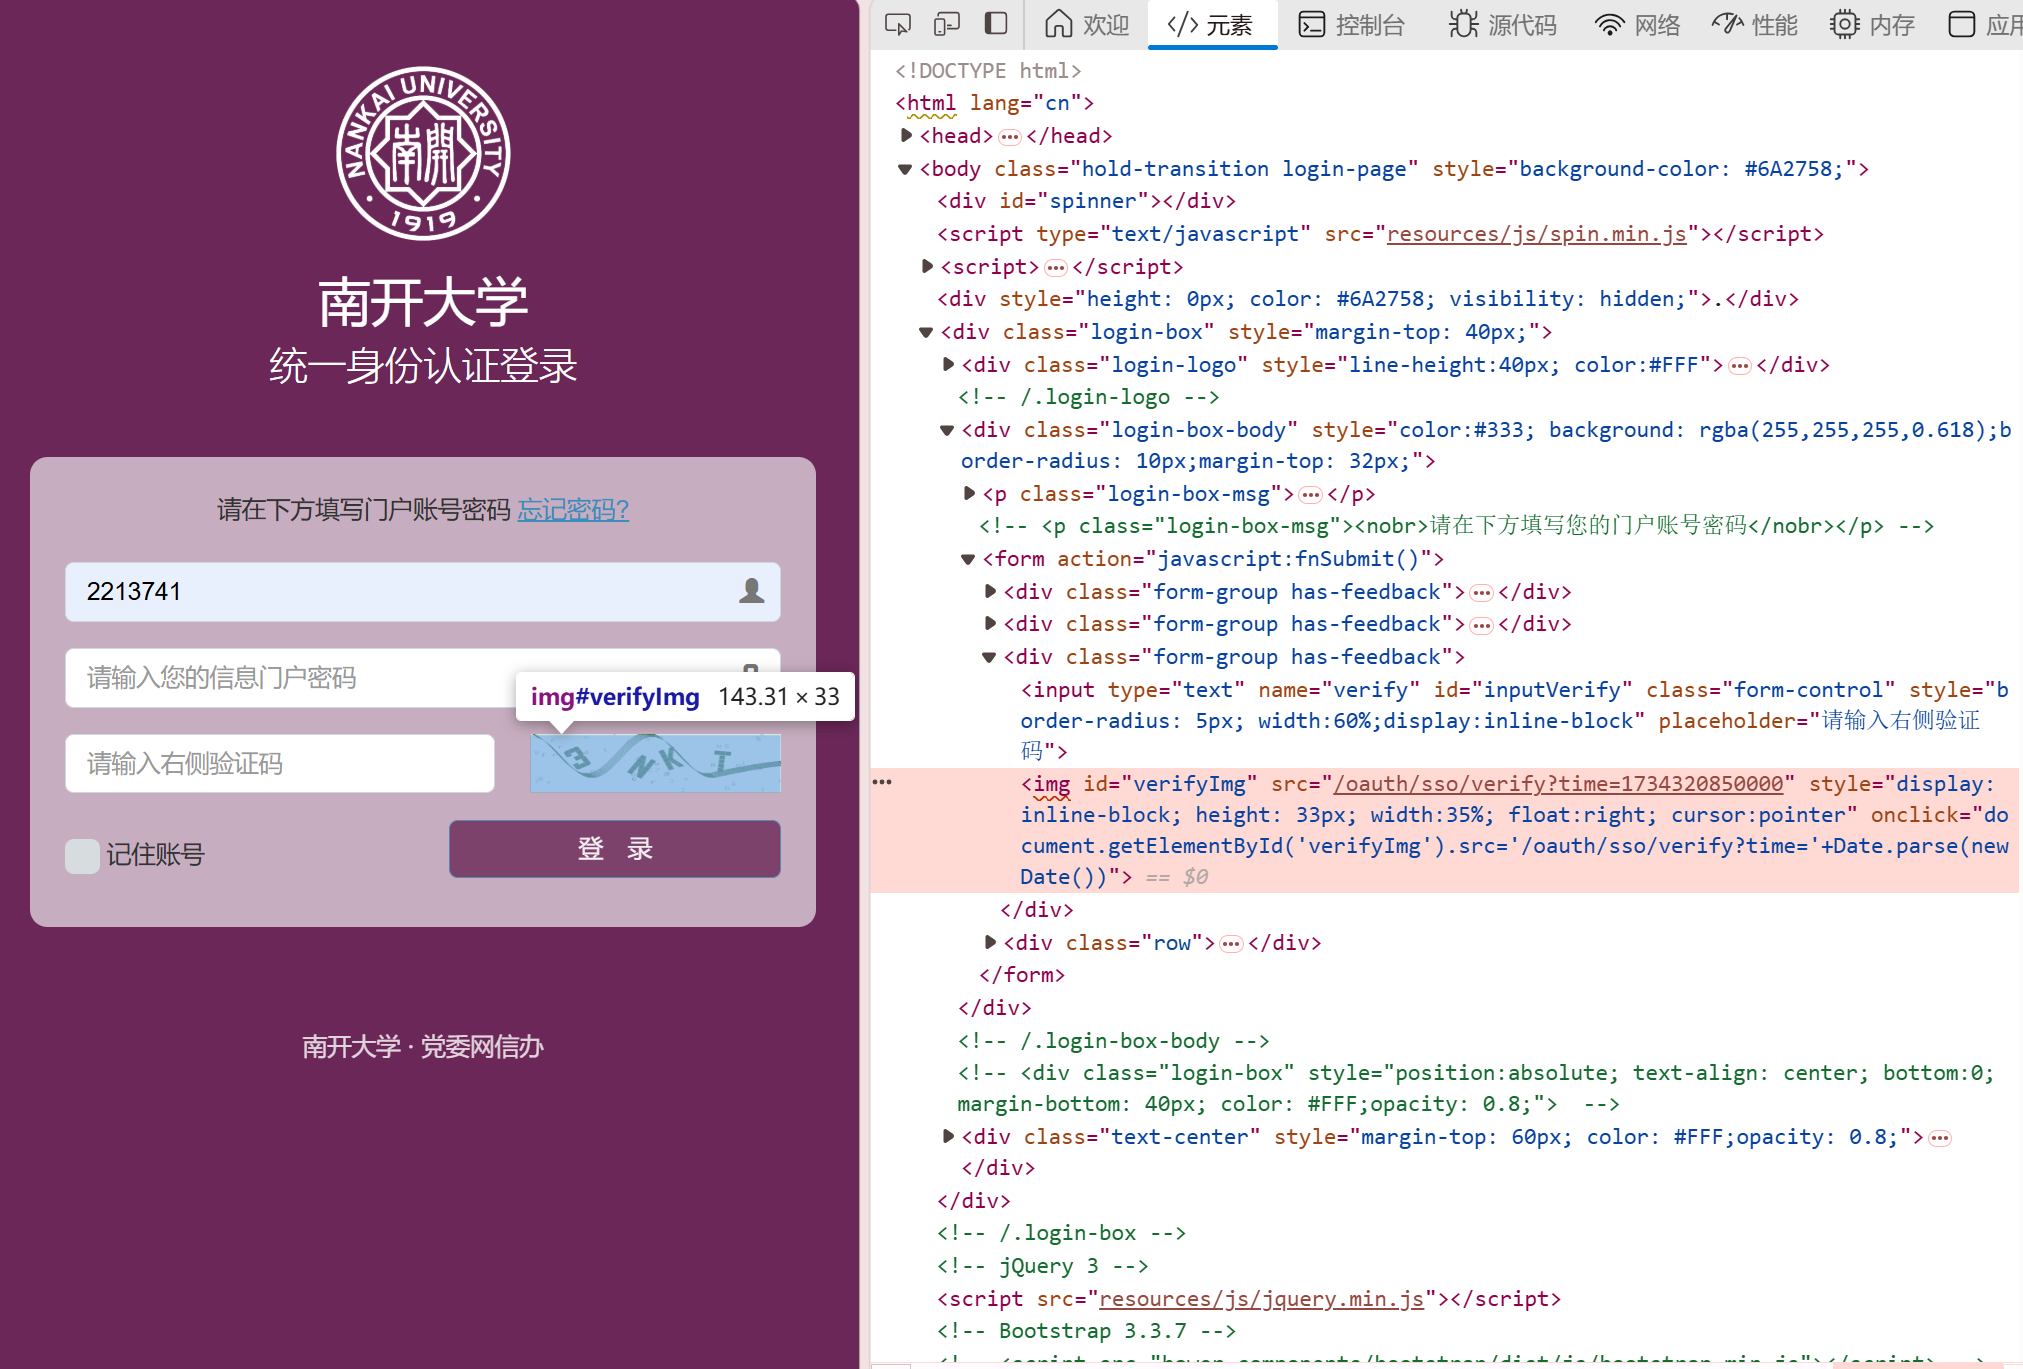 NANKAI UNIVERSITY
南開
1919
南开大学
统一身份认证登录
请在下方填写门户账号密码 忘记密码?
2213741
请输入您的信息门户密码
img#verifyImg 143.31 × 33
请输入右侧验证码
记住账号
登 录
南开大学 · 党委网信办
欢迎 </> 元素 控制台 源代码 网络 性能 内存 应用
<!DOCTYPE html>
<html lang="cn">
<head>…</head>
<body class="hold-transition login-page" style="background-color: #6A2758;">
<div id="spinner"></div>
<script type="text/javascript" src="resources/js/spin.min.js"></script>
<script>…</script>
<div style="height: 0px; color: #6A2758; visibility: hidden;">.</div>
<div class="login-box" style="margin-top: 40px;">
<div class="login-logo" style="line-height:40px; color:#FFF">…</div>
<!-- /.login-logo -->
<div class="login-box-body" style="color:#333; background: rgba(255,255,255,0.618);b
order-radius: 10px;margin-top: 32px;">
<p class="login-box-msg">…</p>
<!-- <p class="login-box-msg"><nobr>请在下方填写您的门户账号密码</nobr></p> -->
<form action="javascript:fnSubmit()">
<div class="form-group has-feedback">…</div>
<div class="form-group has-feedback">…</div>
<div class="form-group has-feedback">
<input type="text" name="verify" id="inputVerify" class="form-control" style="b
order-radius: 5px; width:60%;display:inline-block" placeholder="请输入右侧验证
码">
<img id="verifyImg" src="/oauth/sso/verify?time=1734320850000" style="display:
inline-block; height: 33px; width:35%; float:right; cursor:pointer" onclick="do
cument.getElementById('verifyImg').src='/oauth/sso/verify?time='+Date.parse(new
Date())"> == $0
</div>
<div class="row">…</div>
</form>
</div>
<!-- /.login-box-body -->
<!-- <div class="login-box" style="position:absolute; text-align: center; bottom:0;
margin-bottom: 40px; color: #FFF;opacity: 0.8;"> -->
<div class="text-center" style="margin-top: 60px; color: #FFF;opacity: 0.8;">…
</div>
</div>
<!-- /.login-box -->
<!-- jQuery 3 -->
<script src="resources/js/jquery.min.js"></script>
<!-- Bootstrap 3.3.7 -->